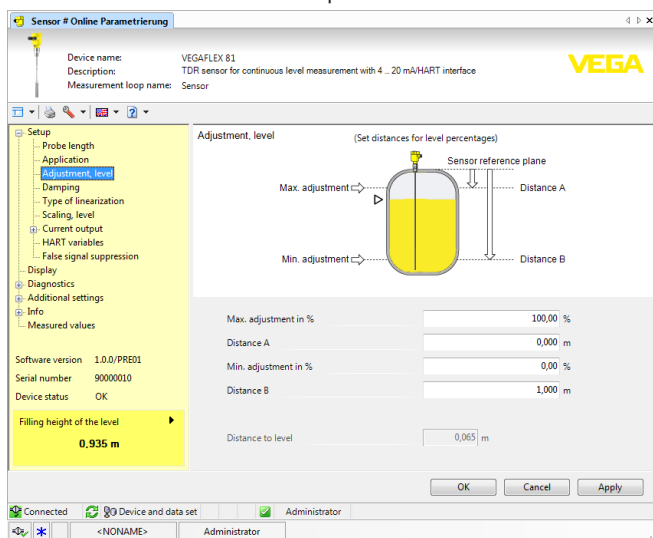 Sensor # Online Parametrierung
Device name: VEGAFLEX 81
Description: TDR sensor for continuous level measurement with 4 .. 20 mA/HART interface
Measurement loop name: Sensor
VEGA
Setup
Probe length
Application
Adjustment, level
Damping
Type of linearization
Scaling, level
Current output
HART variables
False signal suppression
Display
Diagnostics
Additional settings
Info
Measured values
Software version 1.0.0/PRE01
Serial number 90000010
Device status OK
Filling height of the level
0,935 m
Adjustment, level (Set distances for level percentages)
Sensor reference plane
Max. adjustment Distance A
Min. adjustment Distance B
Max. adjustment in % 100,00 %
Distance A 0,000 m
Min. adjustment in % 0,00 %
Distance B 1,000 m
Distance to level 0,065 m
OK Cancel Apply
Connected Device and data set Administrator
<NONAME> Administrator